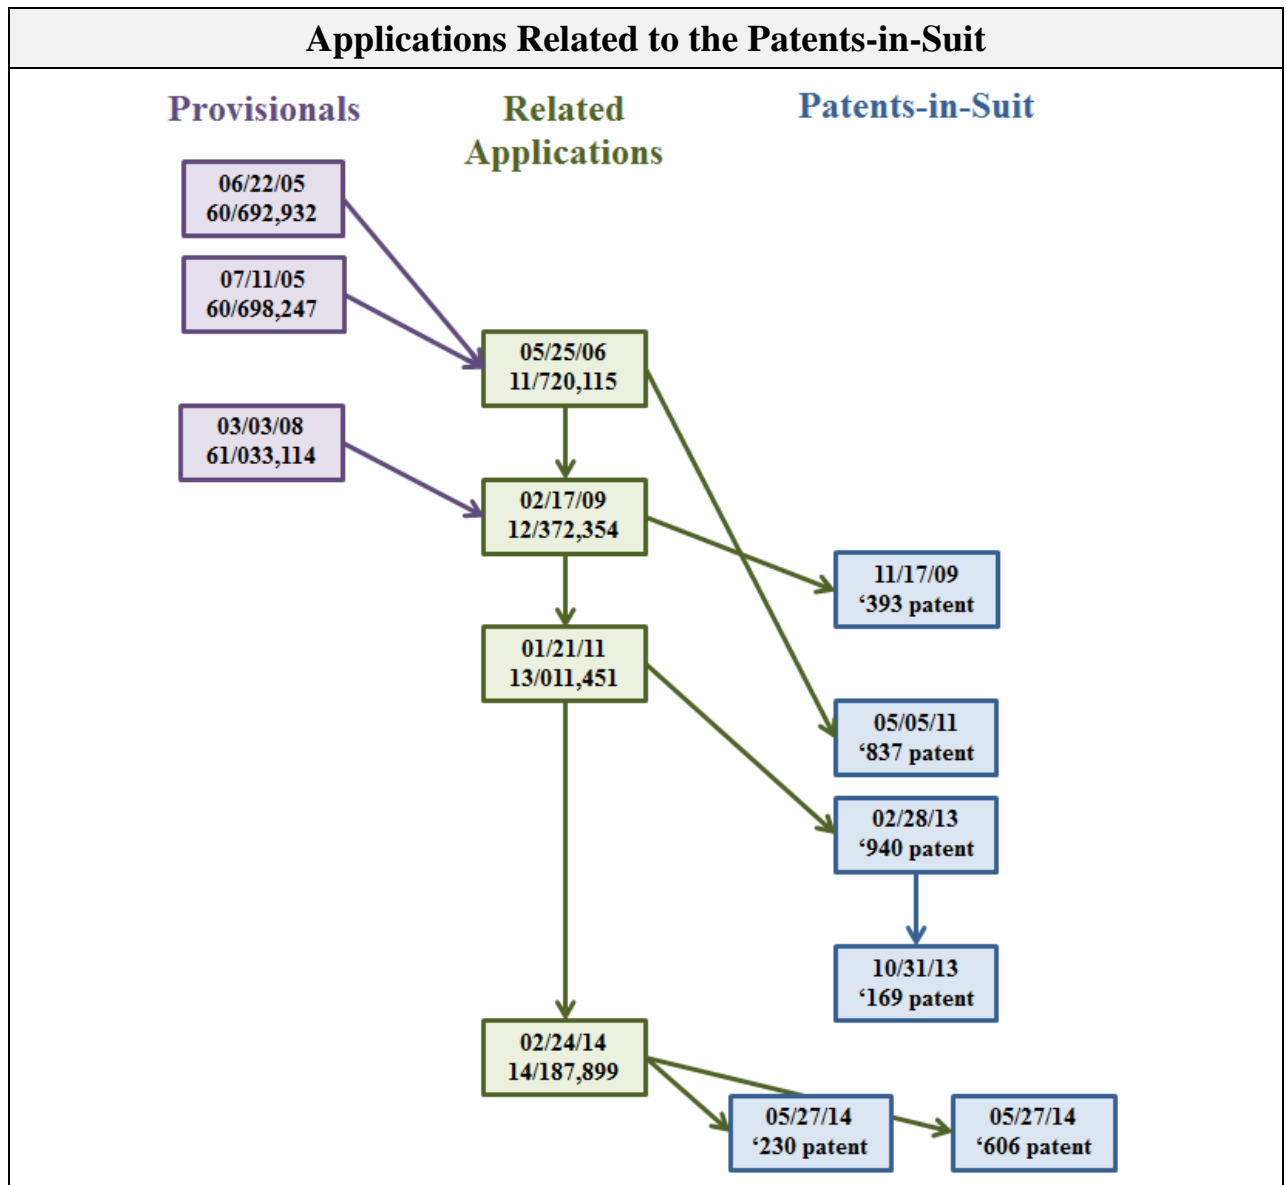 Applications Related to the Patents-in-Suit
Provisionals
Related
Applications
Patents-in-Suit
06/22/05
60/692,932
07/11/05
60/698,247
05/25/06
11/720,115
03/03/08
61/033,114
02/17/09
12/372,354
11/17/09
‘393 patent
01/21/11
13/011,451
05/05/11
‘837 patent
02/28/13
‘940 patent
10/31/13
‘169 patent
02/24/14
14/187,899
05/27/14
‘230 patent
05/27/14
‘606 patent